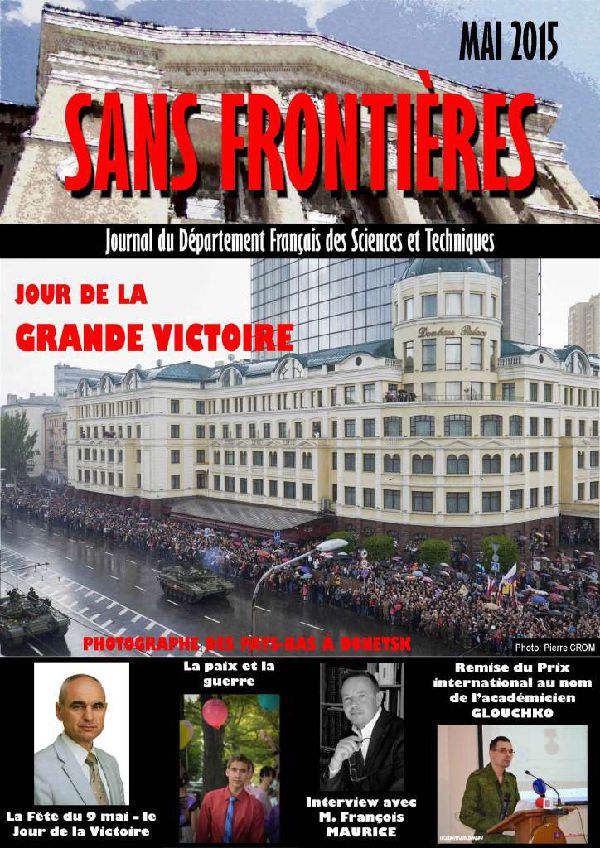 MAI 2015
SANS FRONTIÈRES
Journal du Département Français des Sciences et Techniques
JOUR DE LA
GRANDE VICTOIRE
Donbass Palace
PHOTOGRAPHE DES PAYS-BAS À DONETSK
Photo: Pierre CROM
La paix et la
guerre
Remise du Prix
international au nom
de l'académicien
GLOUCHKO
La Fête du 9 mai - le
Jour de la Victoire
Interview avec
M. François
MAURICE